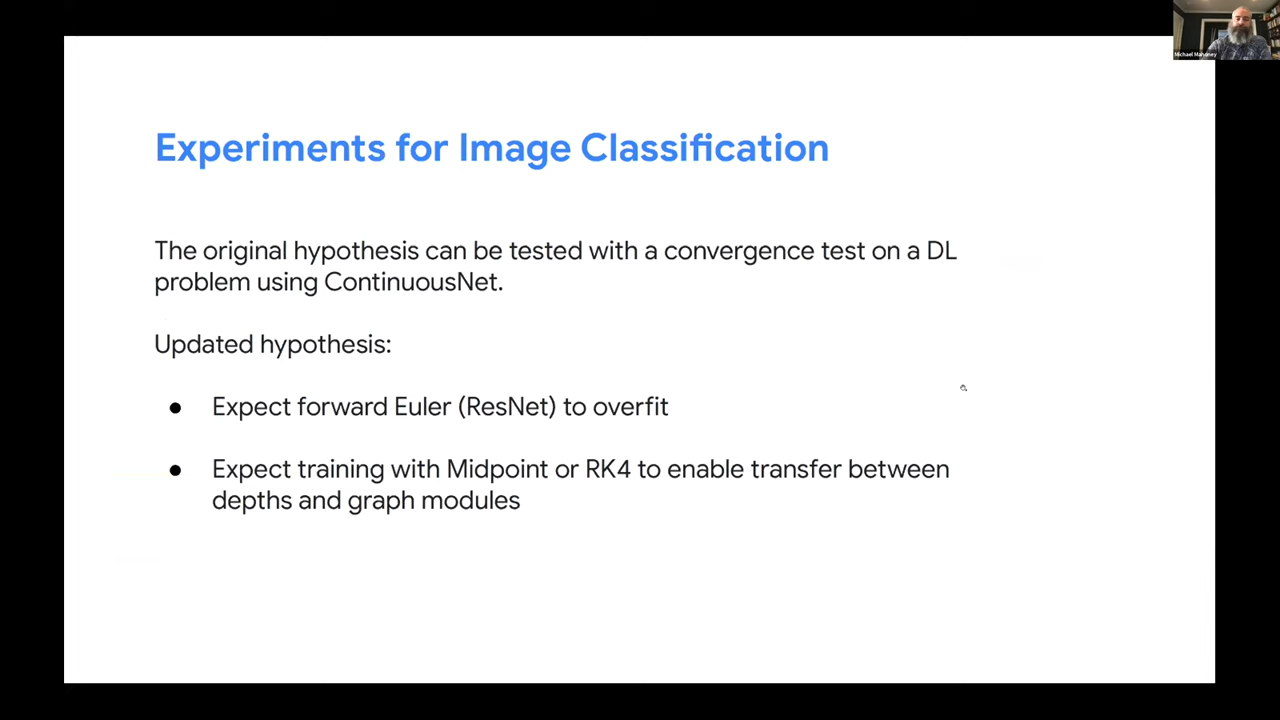 Michael Mahoney
Experiments for Image Classification
The original hypothesis can be tested with a convergence test on a DL
problem using ContinuousNet.
Updated hypothesis:
● Expect forward Euler (ResNet) to overfit
● Expect training with Midpoint or RK4 to enable transfer between
depths and graph modules